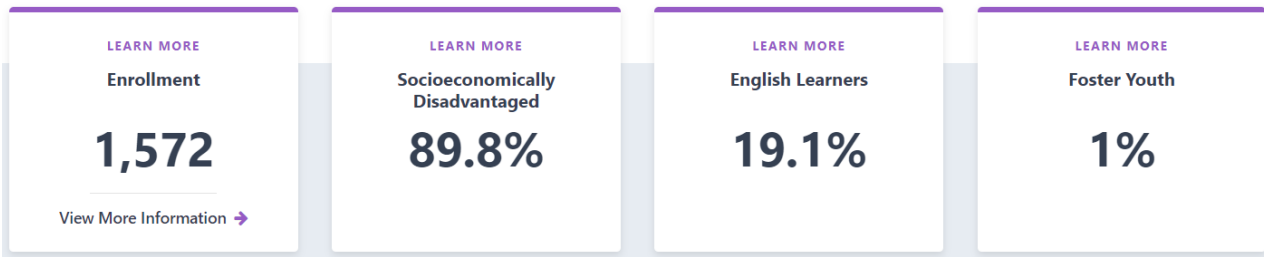 LEARN MORE
Enrollment
1,572
View More Information
LEARN MORE
Socioeconomically
Disadvantaged
89.8%
LEARN MORE
English Learners
19.1%
LEARN MORE
Foster Youth
1%